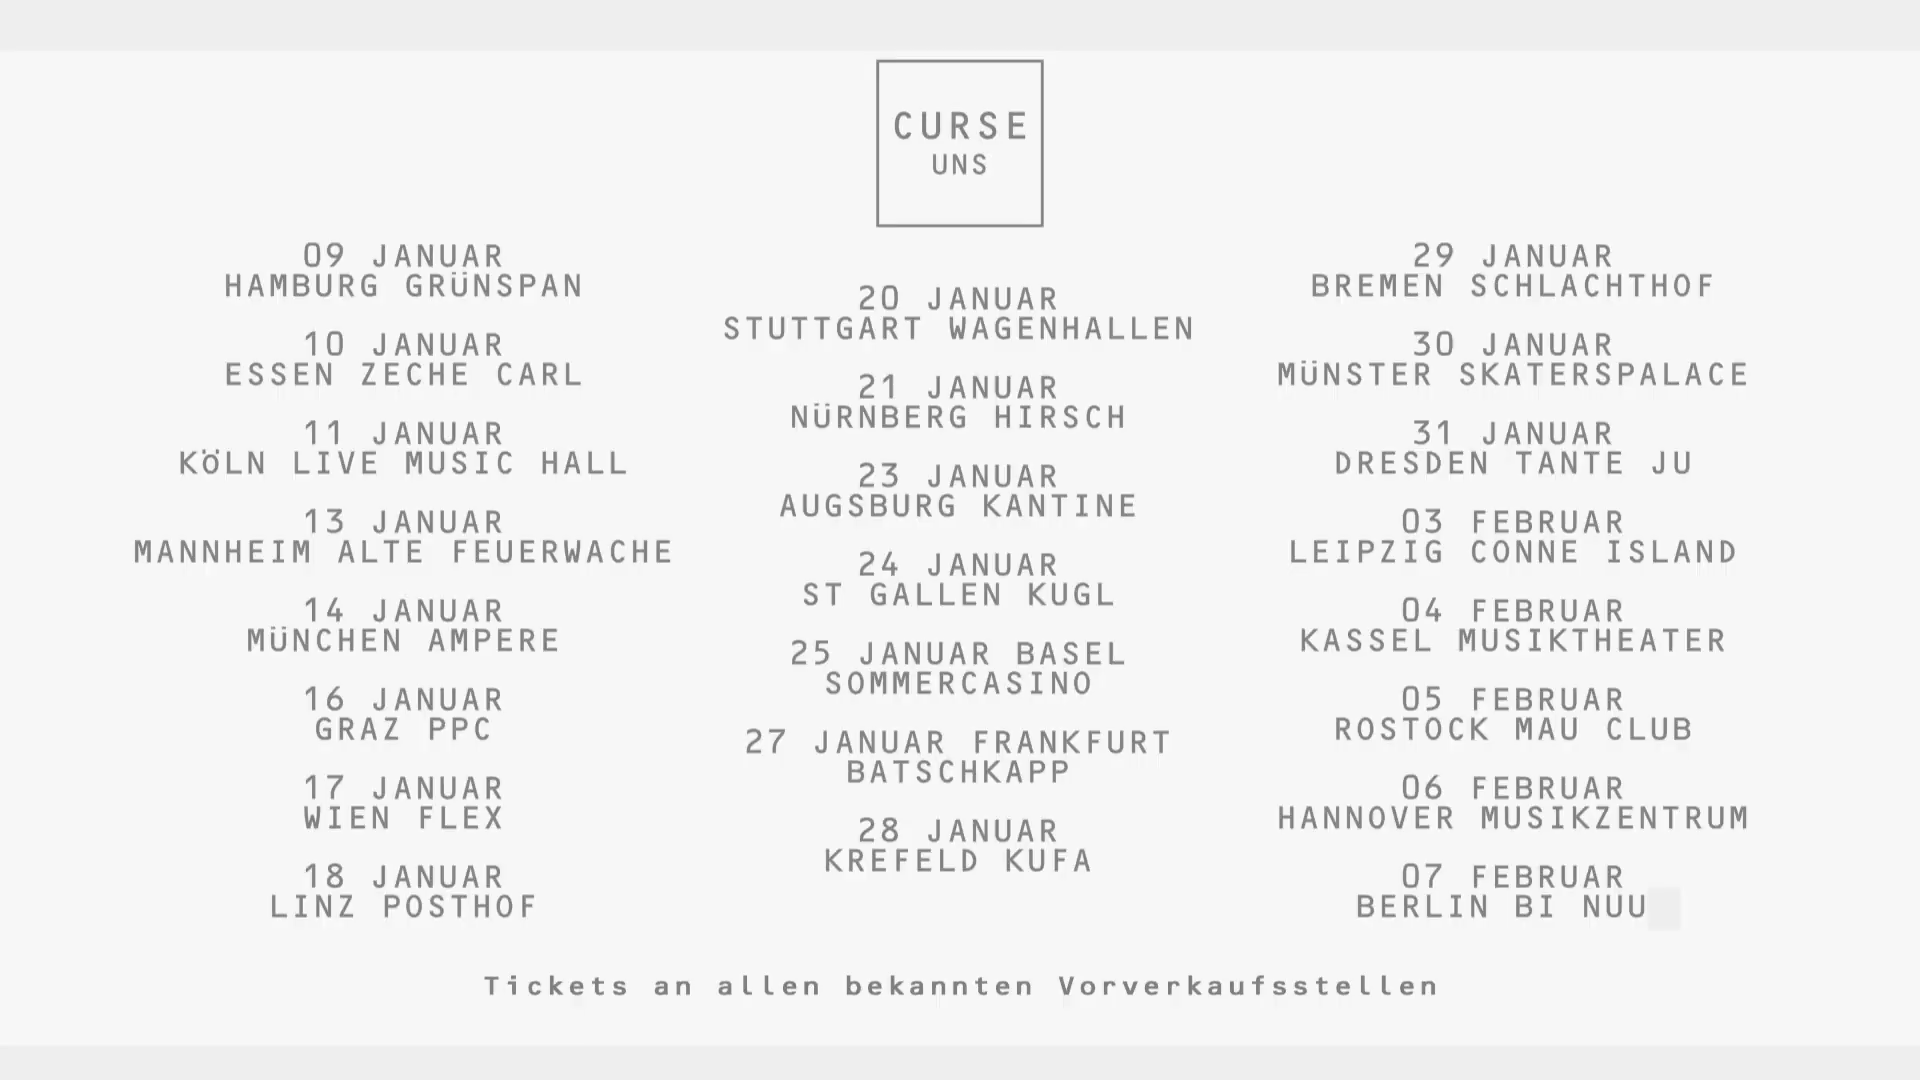 CURSE
UNS
09 JANUAR
HAMBURG GRÜNSPAN
10 JANUAR
ESSEN ZECHE CARL
11 JANUAR
KÖLN LIVE MUSIC HALL
13 JANUAR
MANNHEIM ALTE FEUERWACHE
14 JANUAR
MÜNCHEN AMPERE
16 JANUAR
GRAZ PPC
17 JANUAR
WIEN FLEX
18 JANUAR
LINZ POSTHOF
20 JANUAR
STUTTGART WAGENHALLEN
21 JANUAR
NÜRNBERG HIRSCH
23 JANUAR
AUGSBURG KANTINE
24 JANUAR
ST GALLEN KUGL
25 JANUAR BASEL
SOMMERCASINO
27 JANUAR FRANKFURT
BATSCHKAPP
28 JANUAR
KREFELD KUFA
29 JANUAR
BREMEN SCHLACHTHOF
30 JANUAR
MÜNSTER SKATERSPALACE
31 JANUAR
DRESDEN TANTE JU
03 FEBRUAR
LEIPZIG CONNE ISLAND
04 FEBRUAR
KASSEL MUSIKTHEATER
05 FEBRUAR
ROSTOCK MAU CLUB
06 FEBRUAR
HANNOVER MUSIKZENTRUM
07 FEBRUAR
BERLIN BI NUU
Tickets an allen bekannten Vorverkaufsstellen